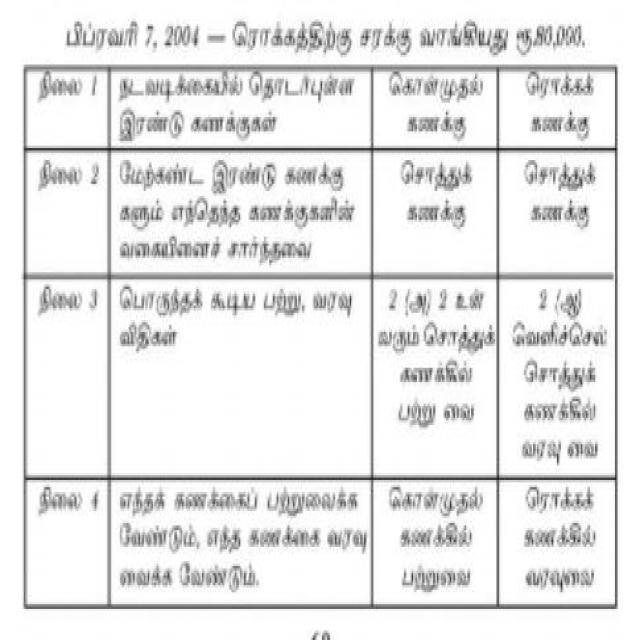 பிப்ரவரி 7, 2004 — ரொக்கத்திற்கு சரக்கு வாங்கியது ரூ.80,000.
நிலை 1 நடவடிக்கையில் தொடர்புள்ள கொள்முதல் ரொக்கக்
இரண்டு கணக்குகள் கணக்கு கணக்கு
நிலை 2 மேற்கண்ட இரண்டு கணக்கு சொத்துக் சொத்துக்
களும் எந்தெந்த கணக்குகளின் கணக்கு கணக்கு
வகையினைச் சார்ந்தவை
நிலை 3 பொருந்தக் கூடிய பற்று, வரவு 2 (அ) 2 உள் 2 (ஆ)
விதிகள் வரும் சொத்துக் வெளிச்செல்
கணக்கில் சொத்துக்
பற்று வை கணக்கில்
வரவு வை
நிலை 4 எந்தக் கணக்கைப் பற்றுவைக்க கொள்முதல் ரொக்கக்
வேண்டும், எந்த கணக்கை வரவு கணக்கில் கணக்கில்
வைக்க வேண்டும். பற்றுவை வரவுவை